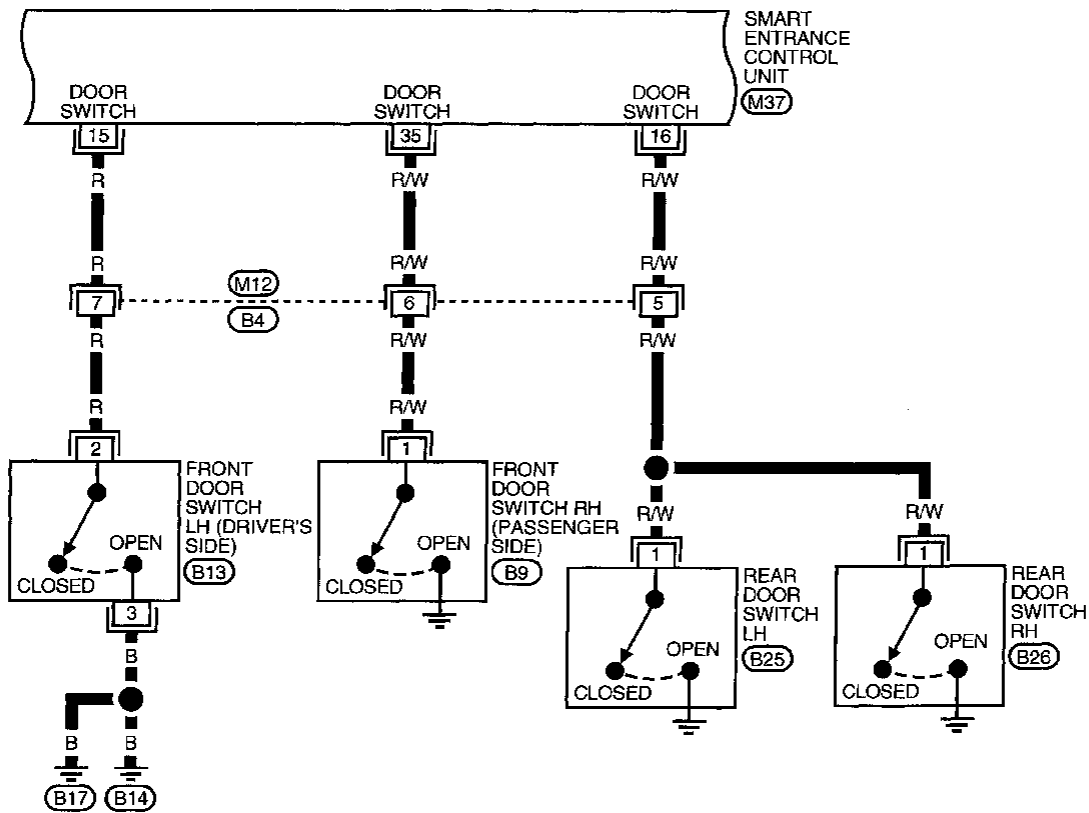 SMART
ENTRANCE
CONTROL
UNIT
M37
DOOR
SWITCH
DOOR
SWITCH
DOOR
SWITCH
15
35
16
R
R/W
R/W
R
R/W
R/W
7
M12
B4
6
5
R
R/W
R/W
R
R/W
2
1
FRONT
DOOR
SWITCH
LH (DRIVER'S
SIDE)
B13
OPEN
CLOSED
3
FRONT
DOOR
SWITCH RH
(PASSENGER
SIDE)
B9
OPEN
CLOSED
R/W
R/W
1
1
REAR
DOOR
SWITCH
LH
B25
OPEN
CLOSED
REAR
DOOR
SWITCH
RH
B26
OPEN
CLOSED
B
B
B
B17
B14